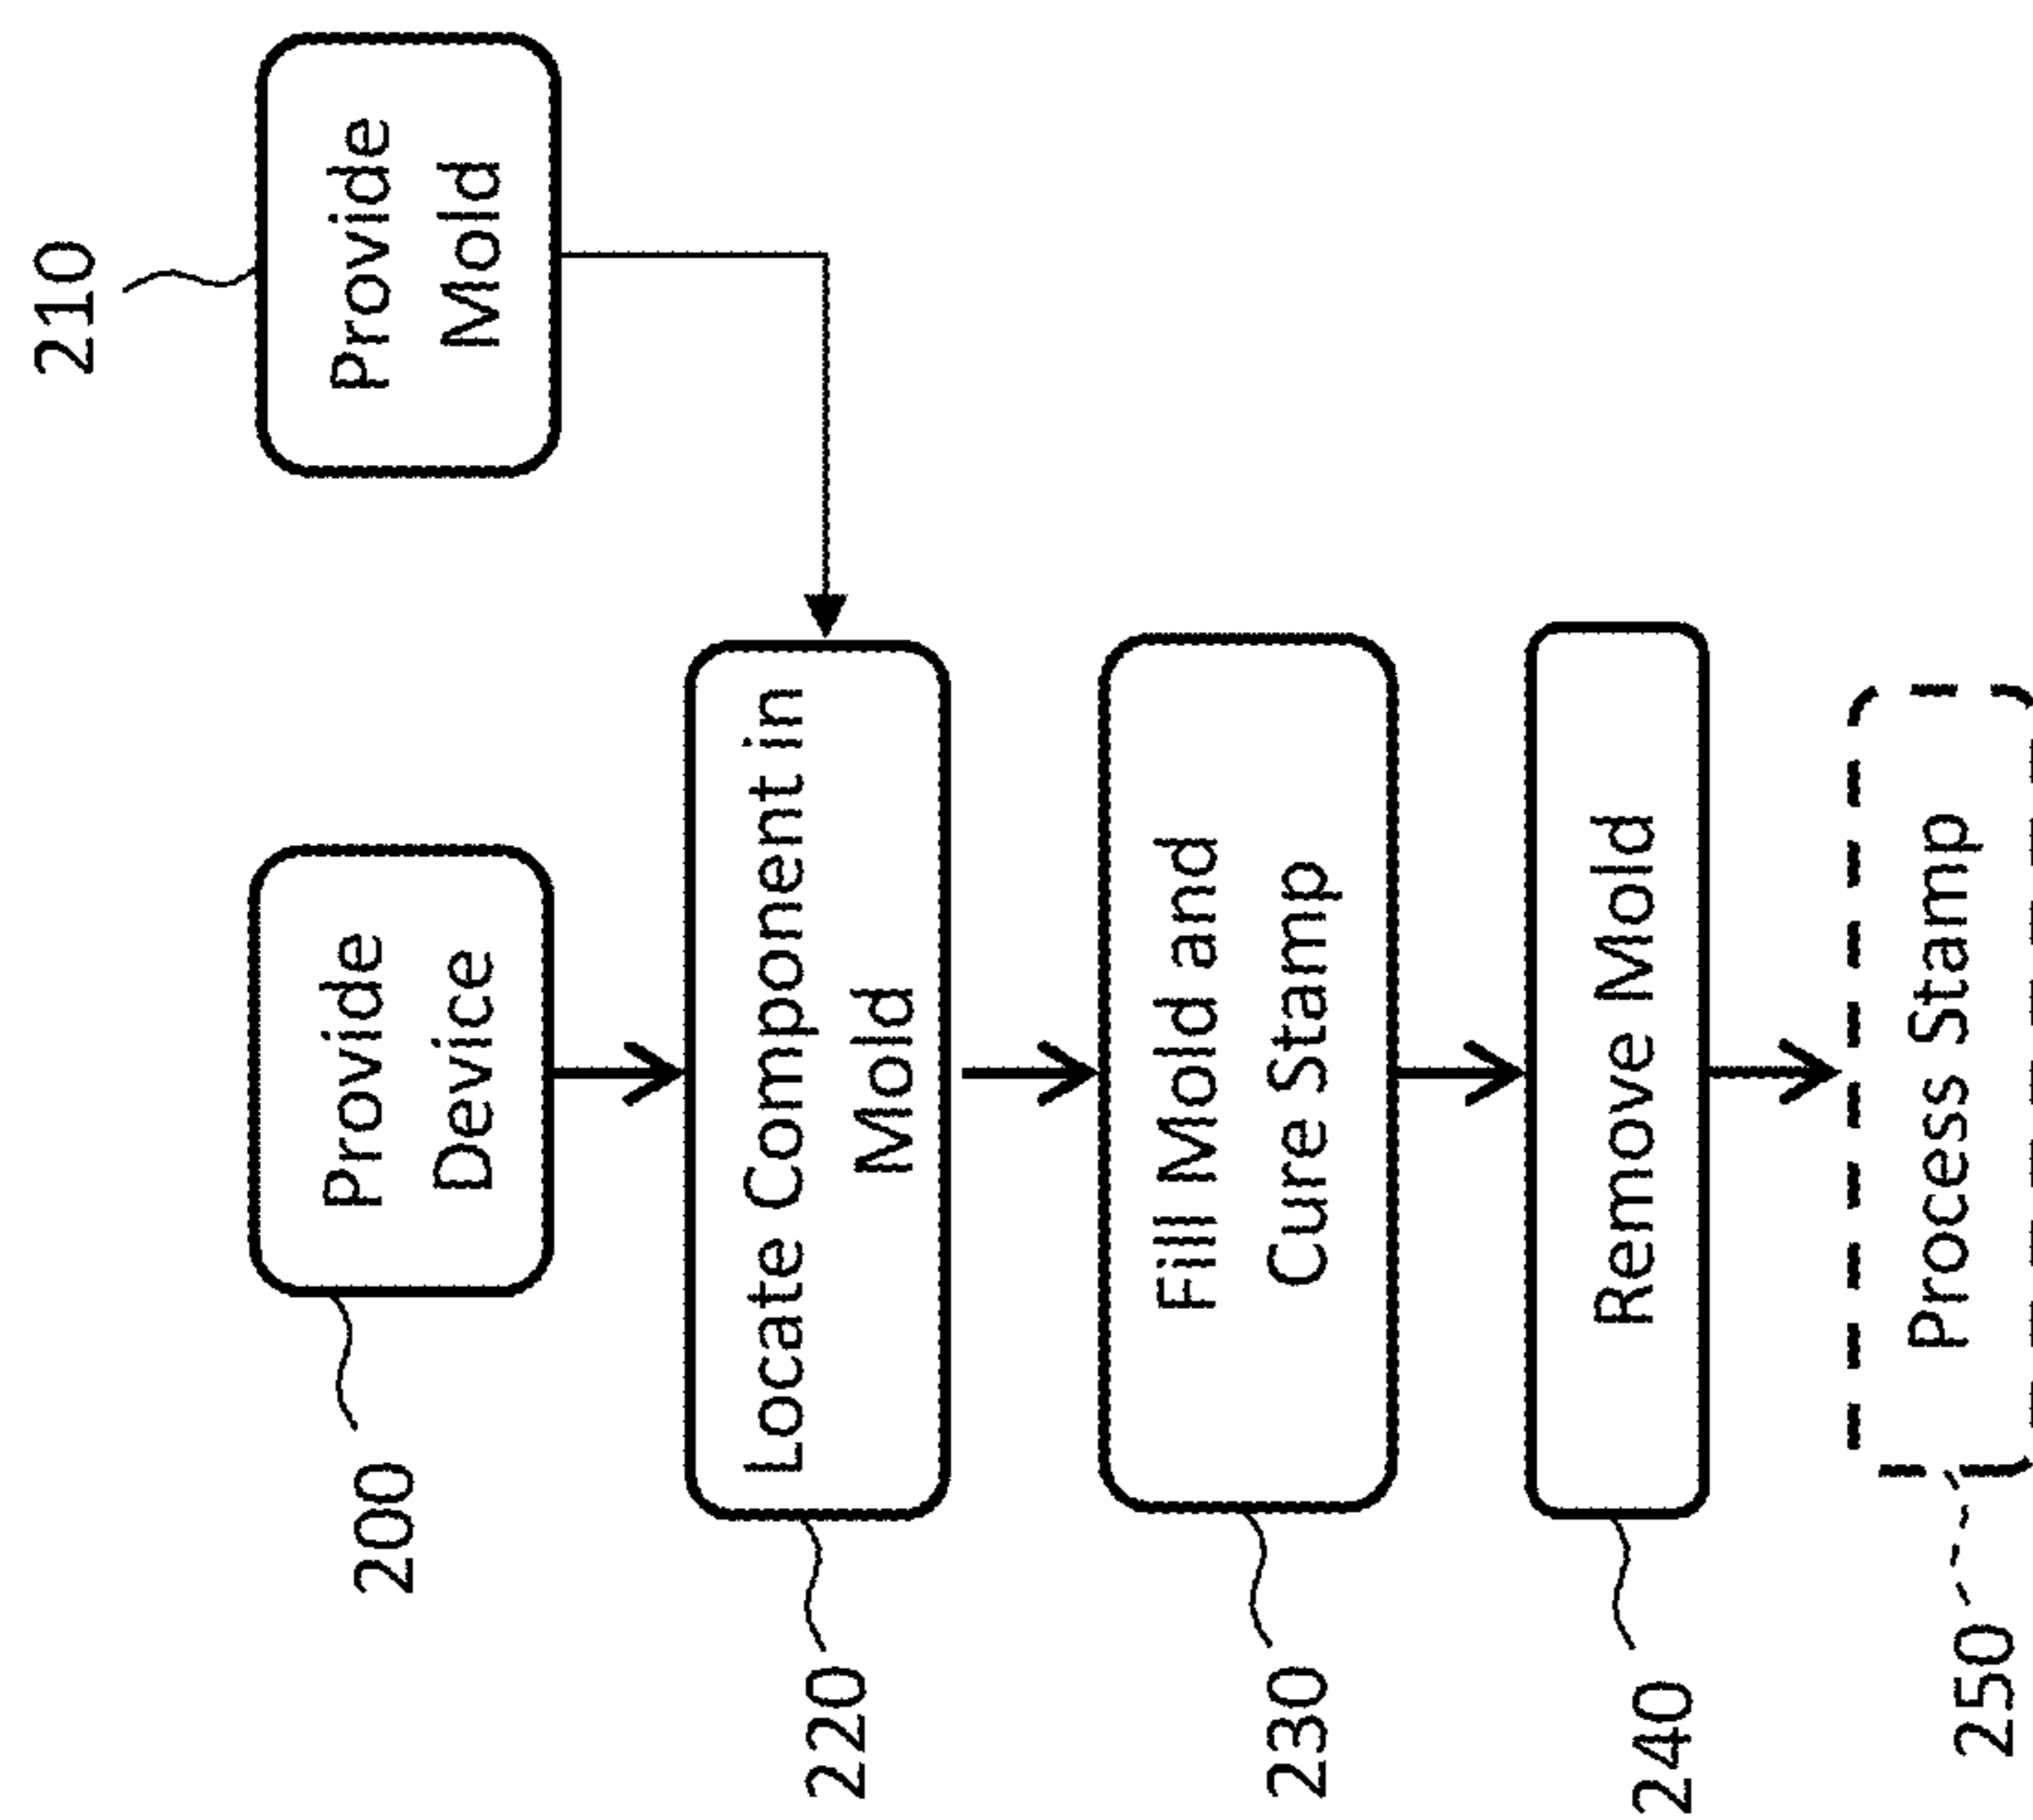 210
Provide
Mold
200
Provide
Device
220
Locate Component in
Mold
230
Fill Mold and
Cure Stamp
240
Remove Mold
250
Process Stamp